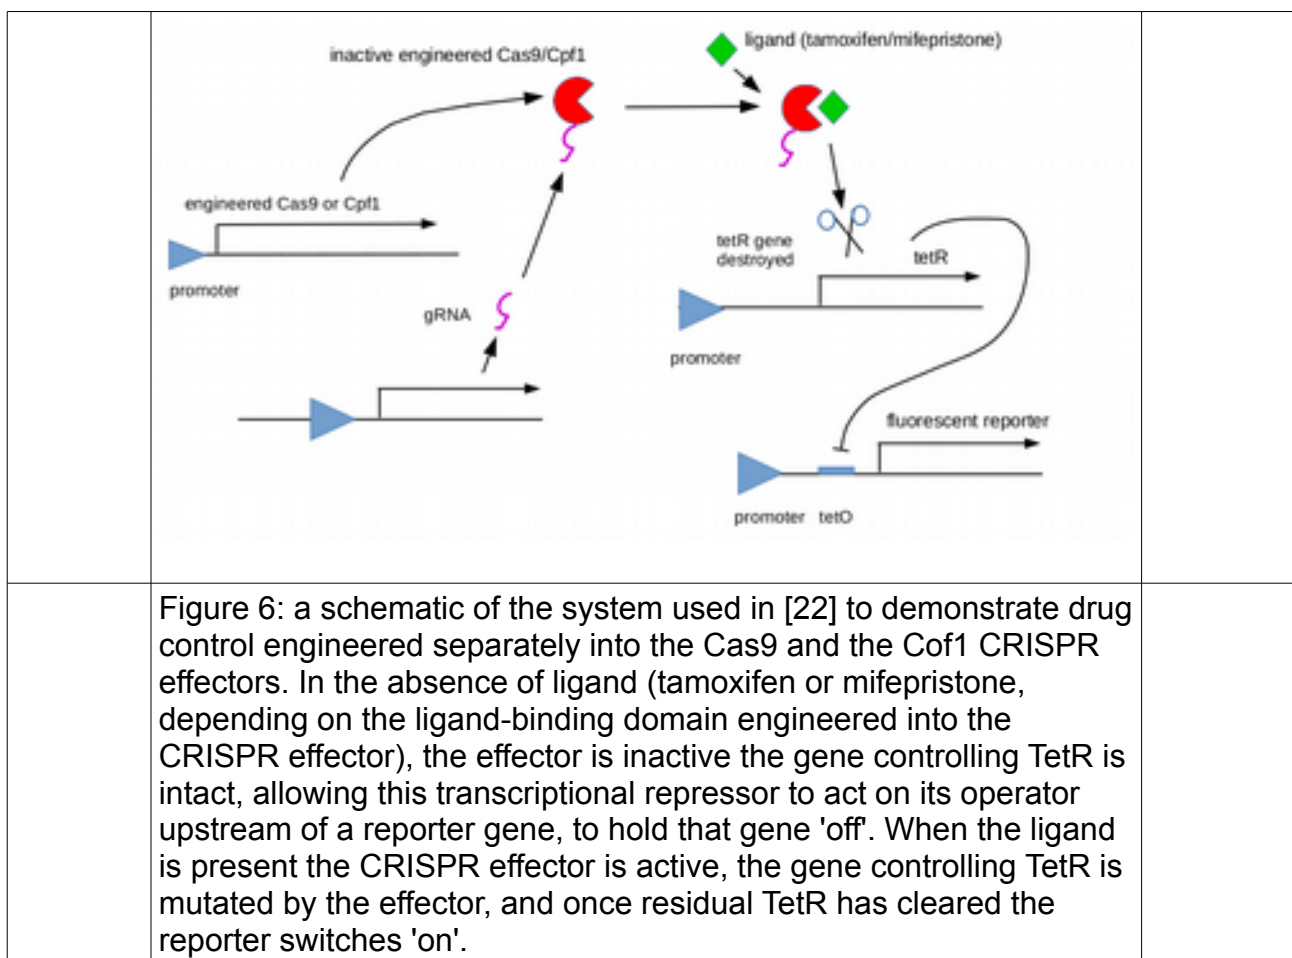 inactive engineered Cas9/Cpf1
ligand (tamoxifen/mifepristone)
engineered Cas9 or Cpf1
promoter
gRNA
tetR gene
destroyed
tetR
promoter
fluorescent reporter
promoter tetO
Figure 6: a schematic of the system used in [22] to demonstrate drug
control engineered separately into the Cas9 and the Cof1 CRISPR
effectors. In the absence of ligand (tamoxifen or mifepristone,
depending on the ligand-binding domain engineered into the
CRISPR effector), the effector is inactive the gene controlling TetR is
intact, allowing this transcriptional repressor to act on its operator
upstream of a reporter gene, to hold that gene 'off'. When the ligand
is present the CRISPR effector is active, the gene controlling TetR is
mutated by the effector, and once residual TetR has cleared the
reporter switches 'on'.